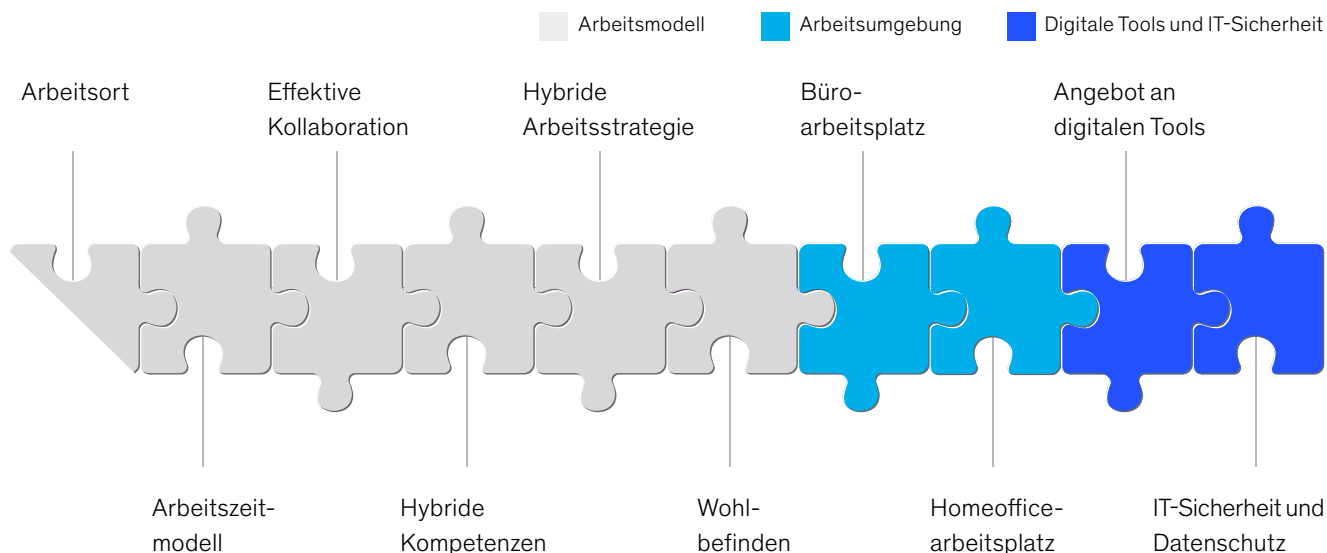 Arbeitsmodell
Arbeitsumgebung
Digitale Tools und IT-Sicherheit
Arbeitsort
Effektive
Kollaboration
Hybride
Arbeitsstrategie
Büro-
arbeitsplatz
Angebot an
digitalen Tools
Arbeitszeit-
modell
Hybride
Kompetenzen
Wohl-
befinden
Homeoffice-
arbeitsplatz
IT-Sicherheit und
Datenschutz